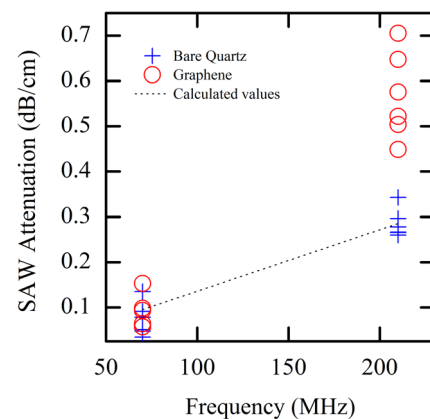 0.7
0.6
0.5
0.4
0.3
0.2
0.1
SAW Attenuation (dB/cm)
Bare Quartz
Graphene
Calculated values
50
100
150
200
Frequency (MHz)